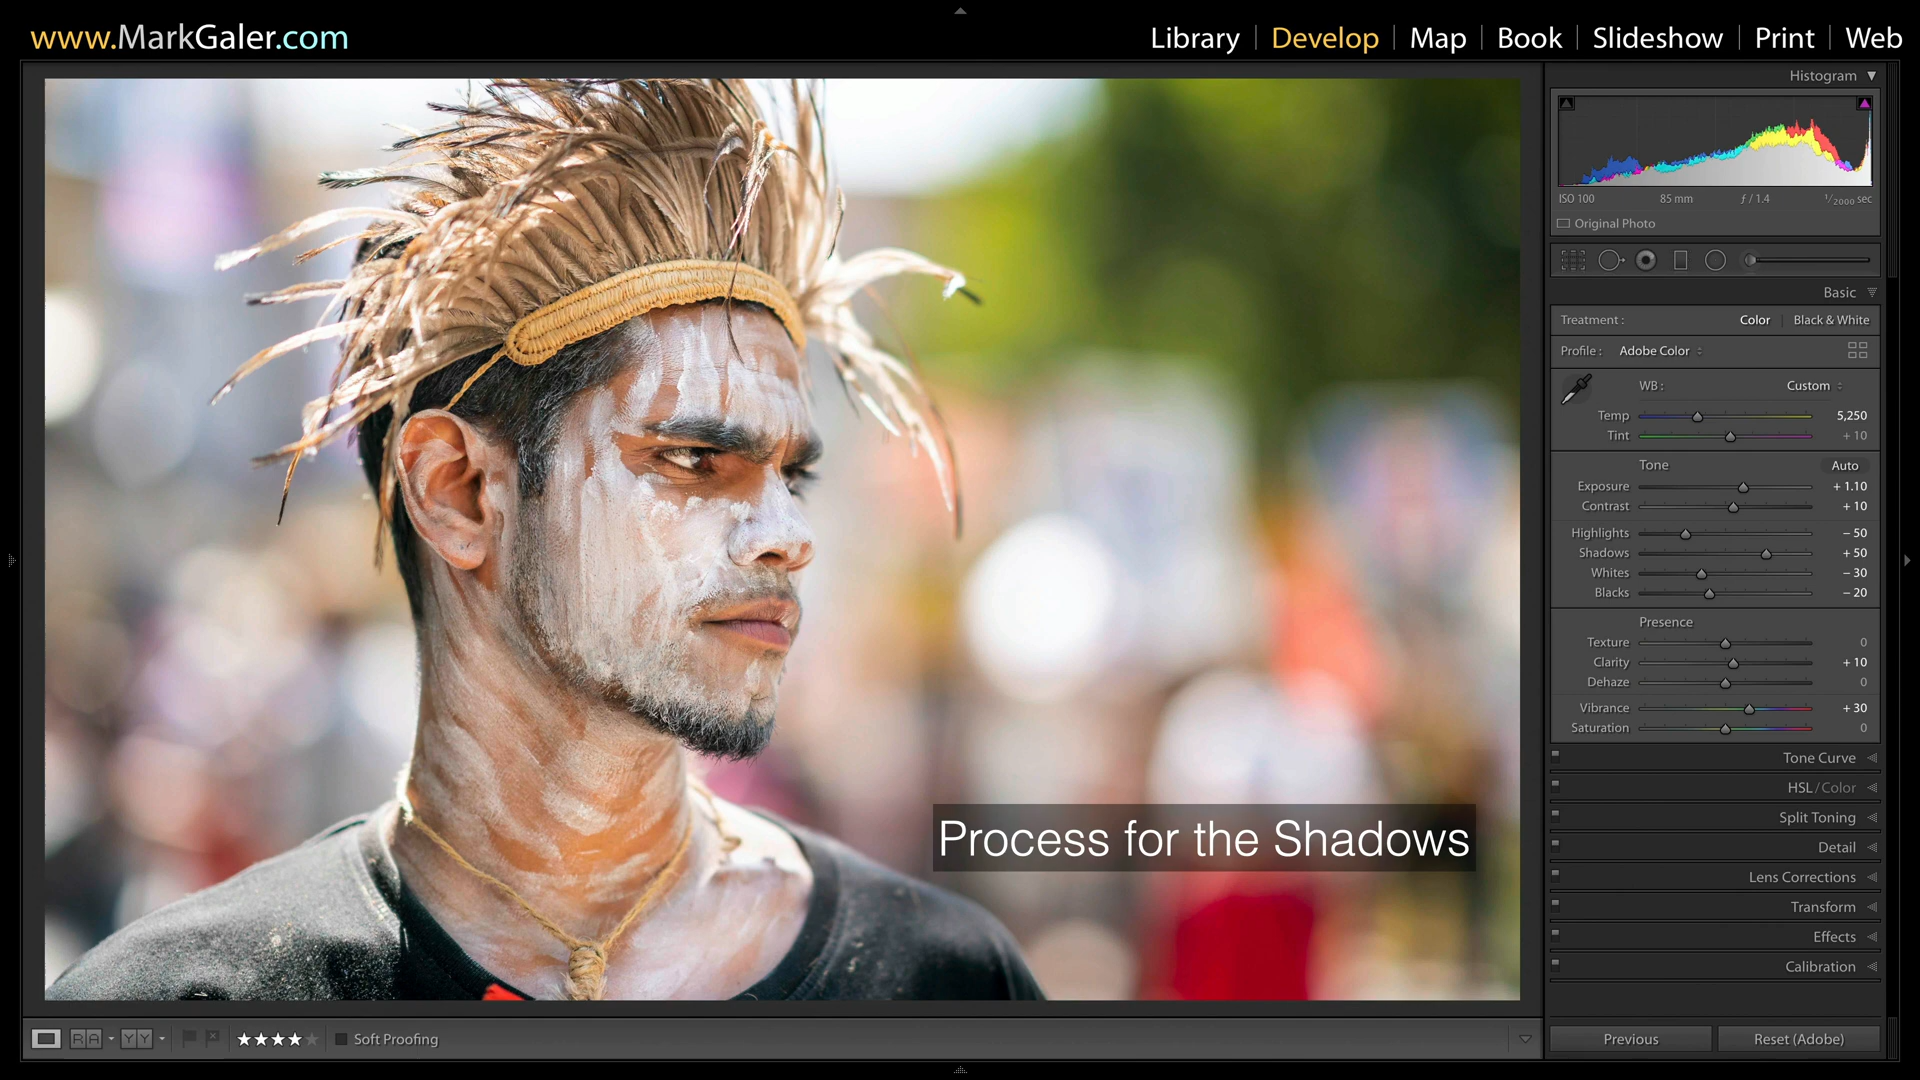 www.MarkGaler.com
Library | Develop | Map | Book | Slideshow | Print | Web
Histogram
ISO 100 85 mm ƒ / 1.4 1/2000 sec
Original Photo
Basic
Treatment : Color | Black & White
Profile : Adobe Color
WB : Custom
Temp 5,250
Tint + 10
Tone Auto
Exposure + 1.10
Contrast + 10
Highlights − 50
Shadows + 50
Whites − 30
Blacks − 20
Presence
Texture 0
Clarity + 10
Dehaze 0
Vibrance + 30
Saturation 0
Tone Curve
HSL / Color
Split Toning
Detail
Lens Corrections
Transform
Effects
Calibration
Process for the Shadows
R A Y Y Soft Proofing
Previous Reset (Adobe)